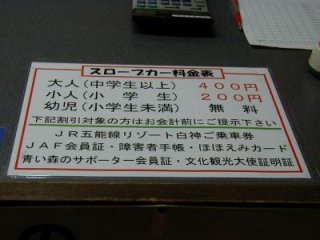 スロープカー料金表
大人(中学生以上) 400円
小人(小学生) 200円
幼児(小学生未満) 無料
下記割引対象の方はお会計前にご提示下さい
JR五能線リゾート白神ご乗車券
JAF会員証・障害者手帳・ほほえみカード
青い森のサポーター会員証・文化観光大使証明証